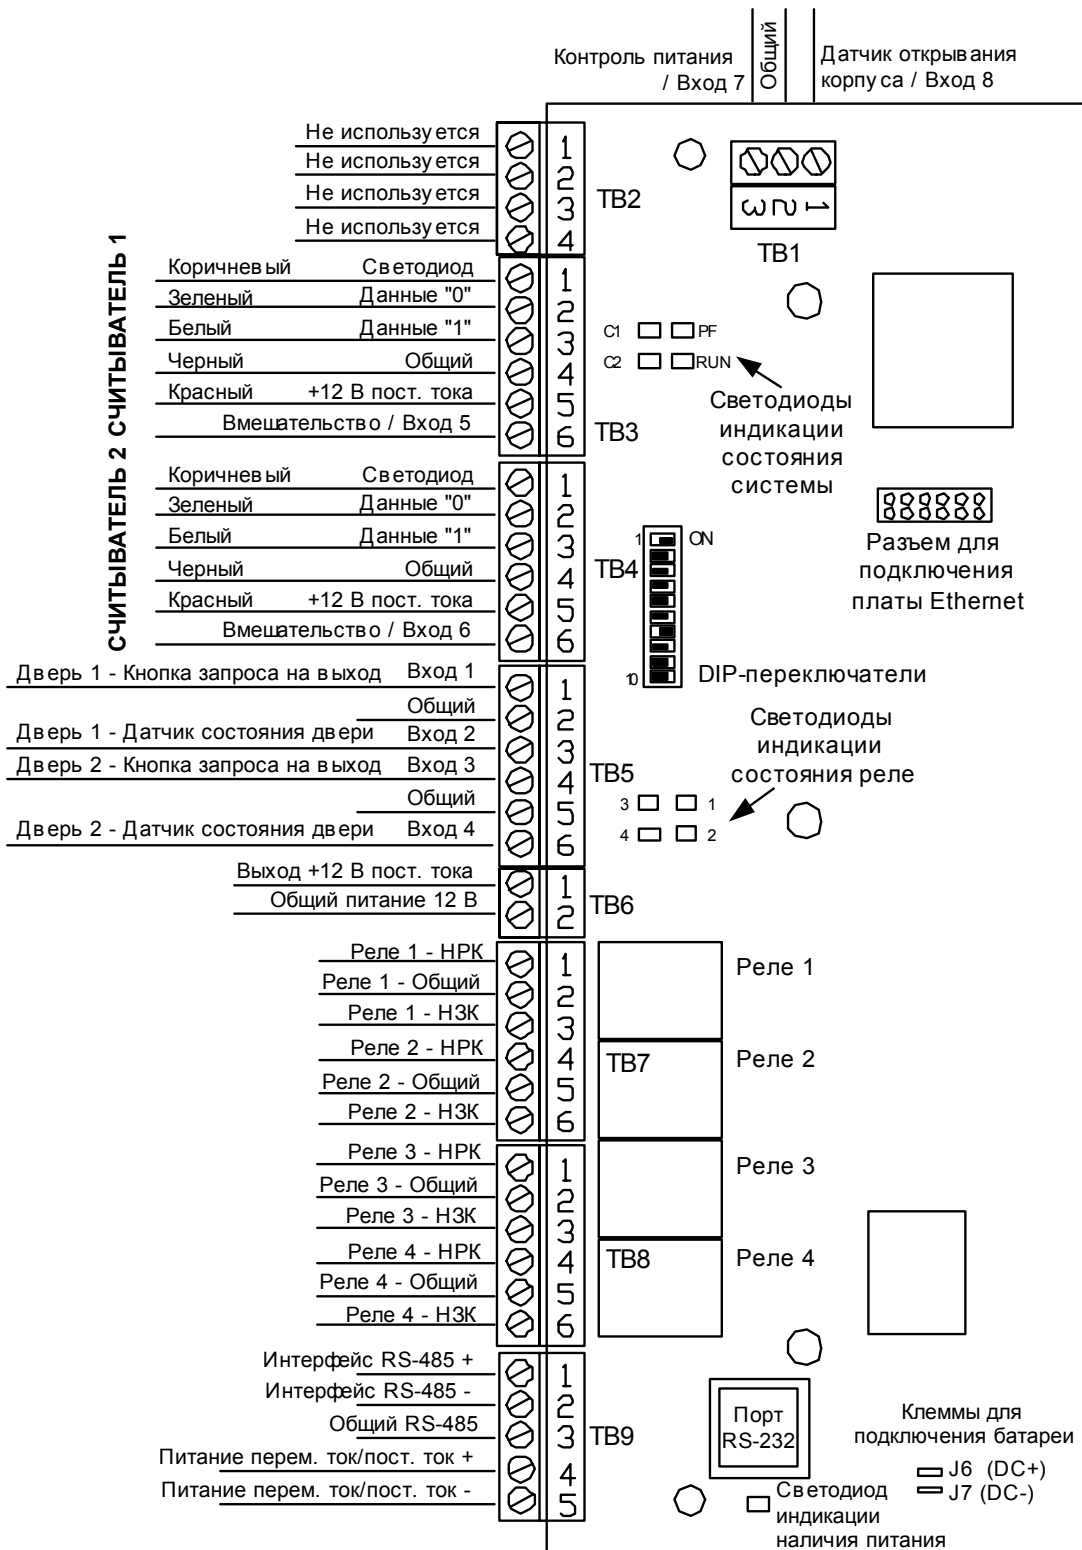 Контроль питания
/ Вход 7
Общий
Датчик открывания
корпуса / Вход 8
Не используется
1
Не используется
2
Не используется
3
Не используется
4
TB2
3 2 1
TB1
СЧИТЫВАТЕЛЬ 1
Коричневый Светодиод
1
Зеленый Данные "0"
2
Белый Данные "1"
3
Черный Общий
4
Красный +12 В пост. тока
5
Вмешательство / Вход 5
6
TB3
C1 PF
C2 RUN
Светодиоды
индикации
состояния
системы
СЧИТЫВАТЕЛЬ 2
Коричневый Светодиод
1
Зеленый Данные "0"
2
Белый Данные "1"
3
Черный Общий
4
Красный +12 В пост. тока
5
Вмешательство / Вход 6
6
TB4
1 ON
10
DIP-переключатели
Разъем для
подключения
платы Ethernet
Дверь 1 - Кнопка запроса на выход Вход 1
1
Общий
2
Дверь 1 - Датчик состояния двери Вход 2
3
Дверь 2 - Кнопка запроса на выход Вход 3
4
Общий
5
Дверь 2 - Датчик состояния двери Вход 4
6
TB5
Светодиоды
индикации
состояния реле
3 1
4 2
Выход +12 В пост. тока
1
Общий питание 12 В
2
TB6
Реле 1 - НРК
1
Реле 1 - Общий
2
Реле 1 - НЗК
3
Реле 2 - НРК
4
Реле 2 - Общий
5
Реле 2 - НЗК
6
TB7
Реле 1
Реле 2
Реле 3 - НРК
1
Реле 3 - Общий
2
Реле 3 - НЗК
3
Реле 4 - НРК
4
Реле 4 - Общий
5
Реле 4 - НЗК
6
TB8
Реле 3
Реле 4
Интерфейс RS-485 +
1
Интерфейс RS-485 -
2
Общий RS-485
3
Питание перем. ток/пост. ток +
4
Питание перем. ток/пост. ток -
5
TB9
Порт
RS-232
Клеммы для
подключения батареи
J6 (DC+)
J7 (DC-)
Светодиод
индикации
наличия питания